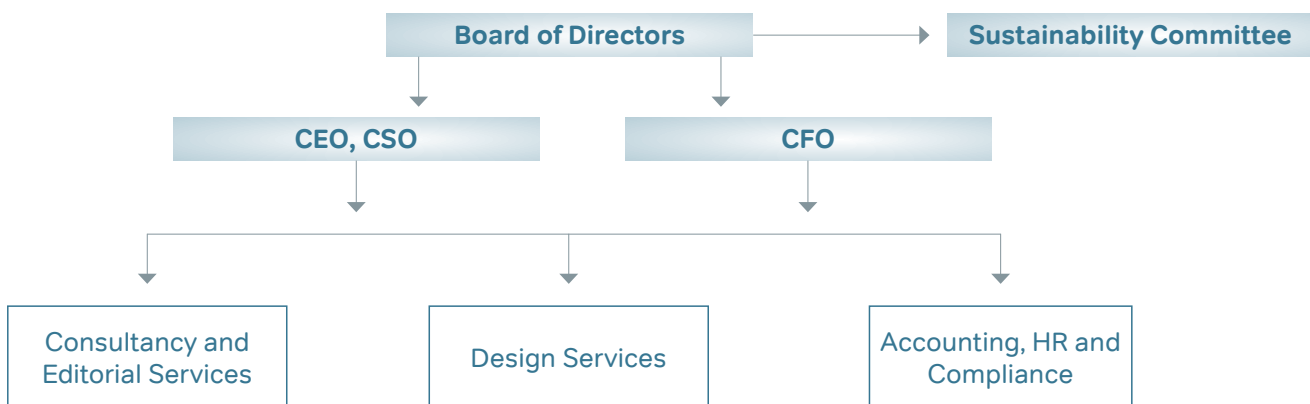 Board of Directors
Sustainability Committee
CEO, CSO
CFO
Consultancy and
Editorial Services
Design Services
Accounting, HR and
Compliance